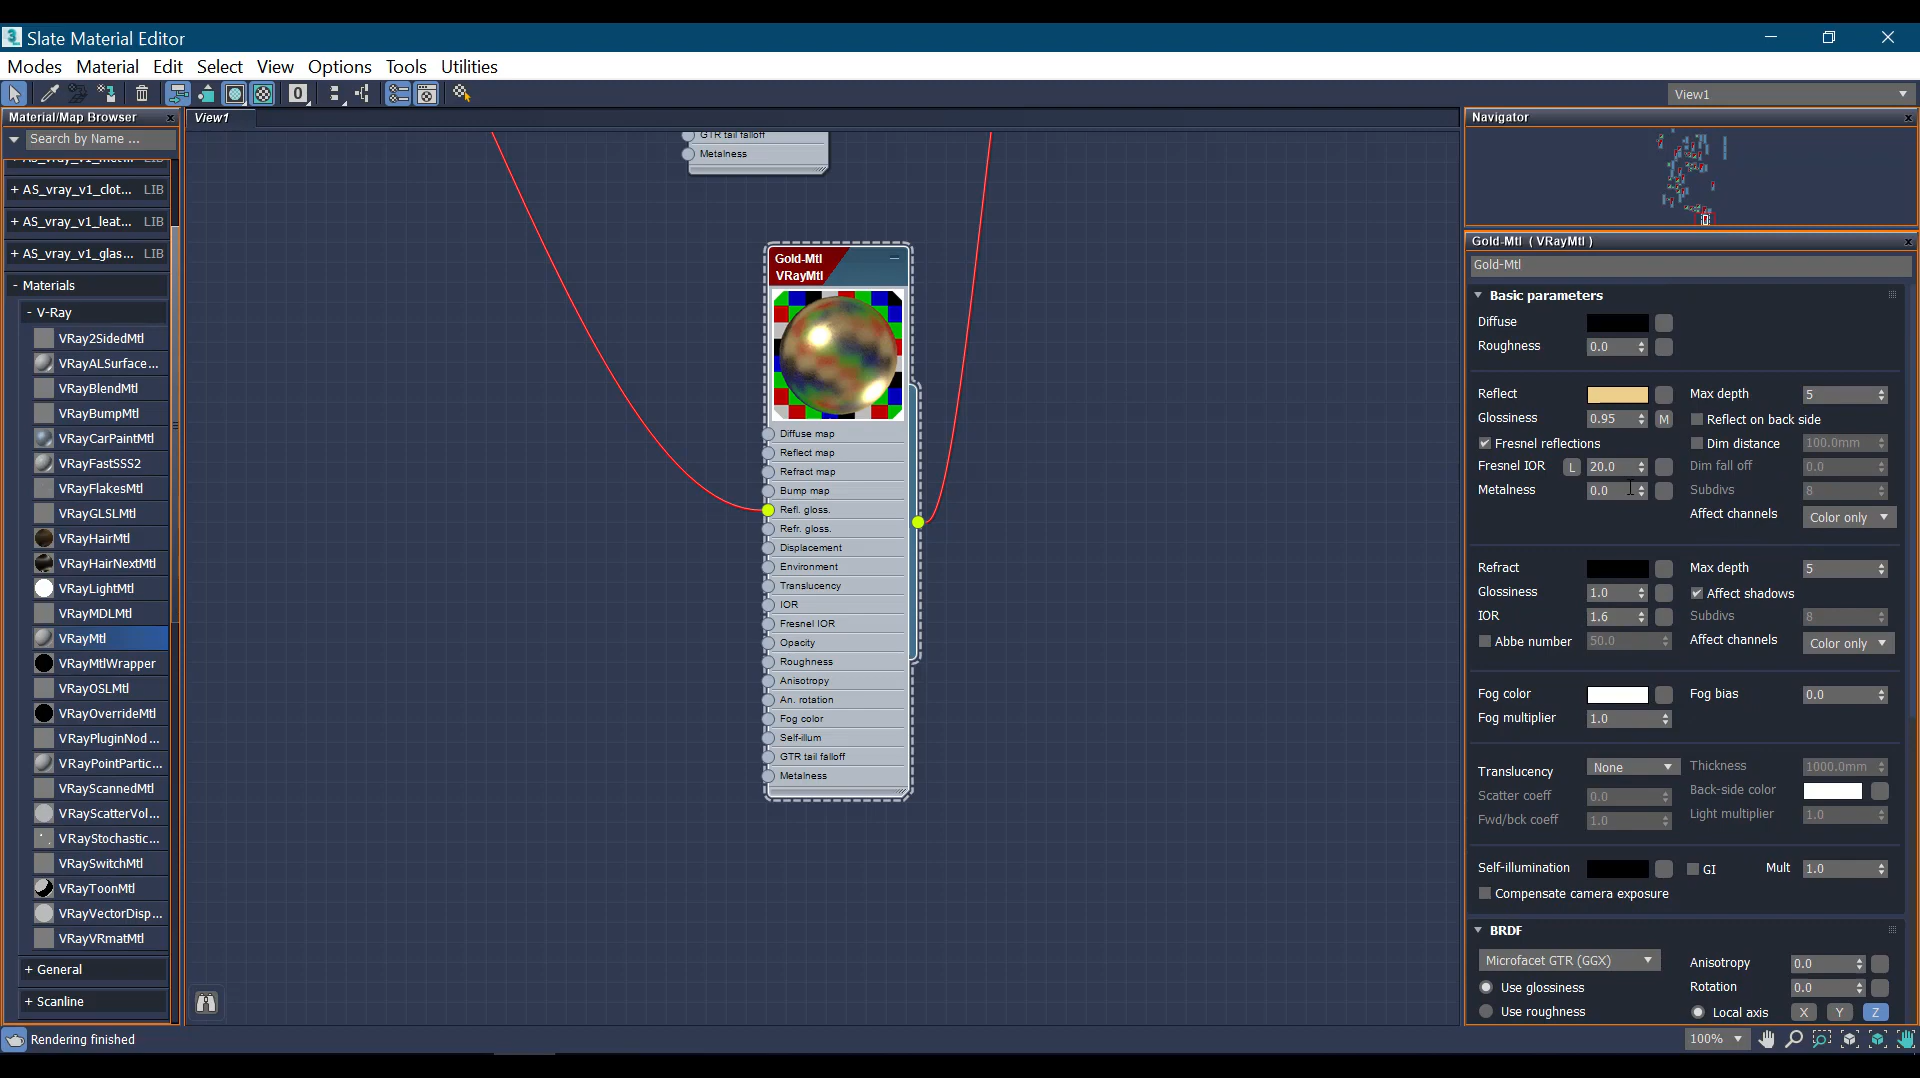 Slate Material Editor
Modes Material Edit Select View Options Tools Utilities
0
View1
Material/Map Browser
Search by Name ...
+ AS_vray_v1_clot... LIB
+ AS_vray_v1_leat... LIB
+ AS_vray_v1_glas... LIB
- Materials
- V-Ray
VRay2SidedMtl
VRayALSurface...
VRayBlendMtl
VRayBumpMtl
VRayCarPaintMtl
VRayFastSSS2
VRayFlakesMtl
VRayGLSLMtl
VRayHairMtl
VRayHairNextMtl
VRayLightMtl
VRayMDLMtl
VRayMtl
VRayMtlWrapper
VRayOSLMtl
VRayOverrideMtl
VRayPluginNod...
VRayPointPartic...
VRayScannedMtl
VRayScatterVol...
VRayStochastic...
VRaySwitchMtl
VRayToonMtl
VRayVectorDisp...
VRayVRmatMtl
+ General
+ Scanline
Rendering finished
View1
GTR tail falloff
Metalness
Gold-Mtl
VRayMtl
Diffuse map
Reflect map
Refract map
Bump map
Refl. gloss.
Refr. gloss.
Displacement
Environment
Translucency
IOR
Fresnel IOR
Opacity
Roughness
Anisotropy
An. rotation
Fog color
Self-illum
GTR tail falloff
Metalness
Navigator
Gold-Mtl ( VRayMtl )
Gold-Mtl
Basic parameters
Diffuse
Roughness 0.0
Reflect Max depth 5
Glossiness 0.95 M Reflect on back side
Fresnel reflections Dim distance 100.0mm
Fresnel IOR L 20.0 Dim fall off 0.0
Metalness 0.0 Subdivs 8
Affect channels Color only
Refract Max depth 5
Glossiness 1.0 Affect shadows
IOR 1.6 Subdivs 8
Abbe number 50.0 Affect channels Color only
Fog color Fog bias 0.0
Fog multiplier 1.0
Translucency None Thickness 1000.0mm
Scatter coeff 0.0 Back-side color
Fwd/bck coeff 1.0 Light multiplier 1.0
Self-illumination GI Mult 1.0
Compensate camera exposure
BRDF
Microfacet GTR (GGX) Anisotropy 0.0
Use glossiness Rotation 0.0
Use roughness Local axis X Y Z
100%